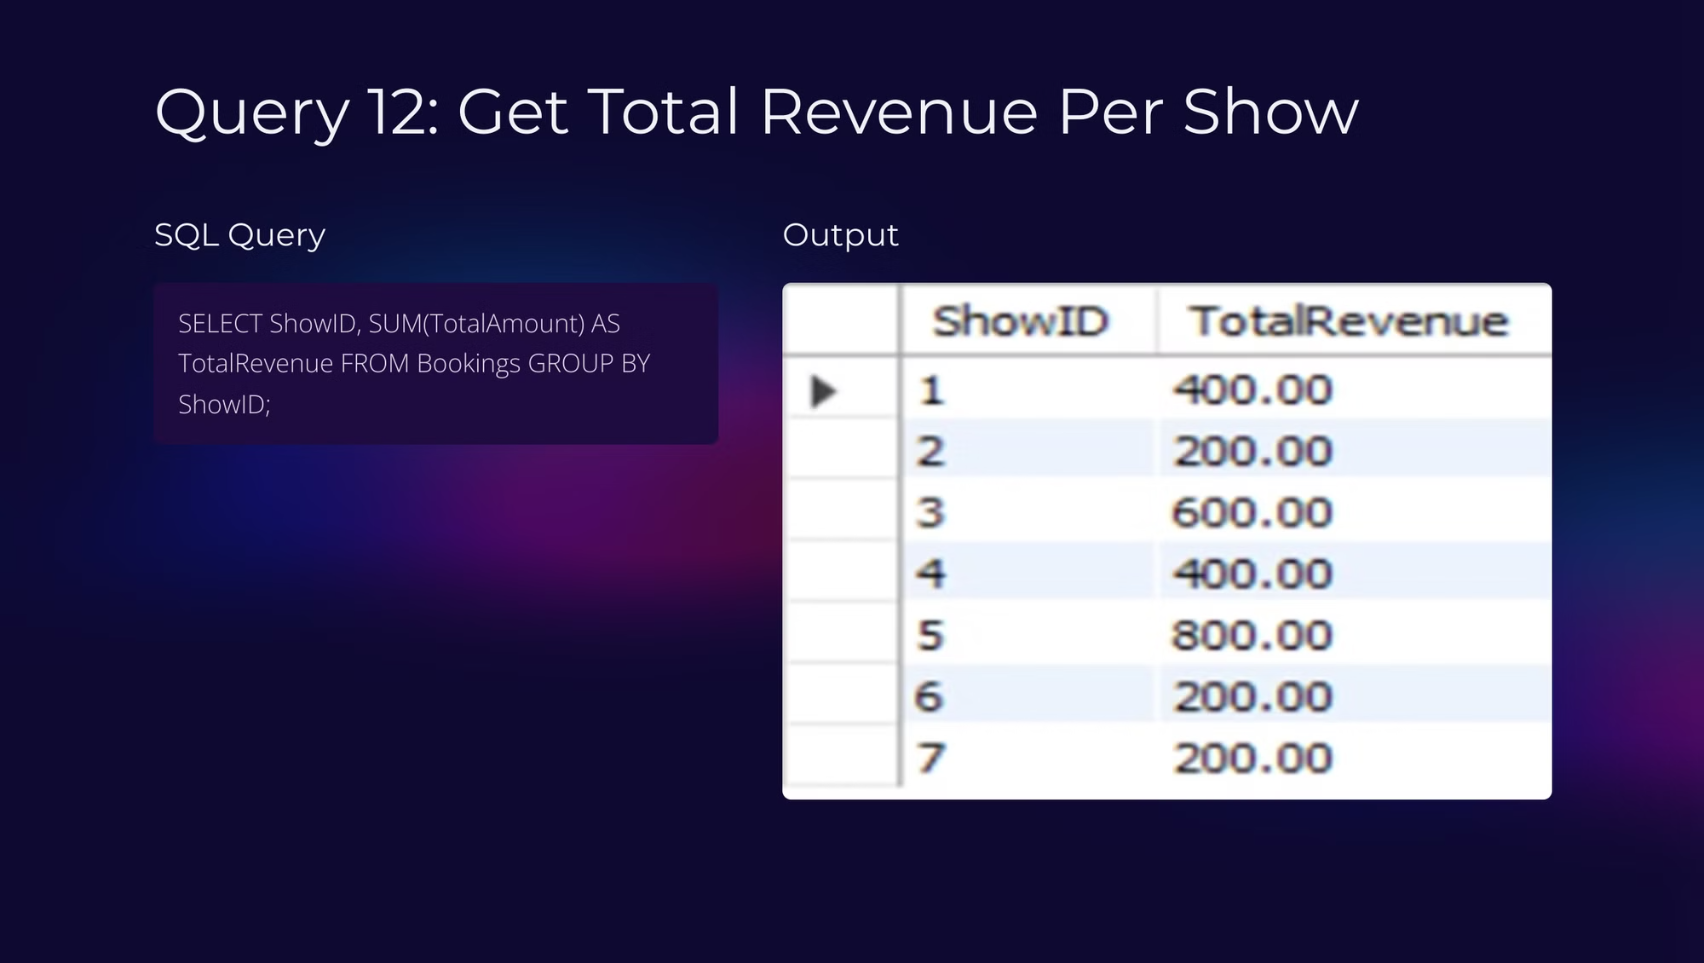 Query 12: Get Total Revenue Per Show
SQL Query
SELECT ShowID, SUM(TotalAmount) AS
TotalRevenue FROM Bookings GROUP BY
ShowID;
Output
ShowID TotalRevenue
1 400.00
2 200.00
3 600.00
4 400.00
5 800.00
6 200.00
7 200.00